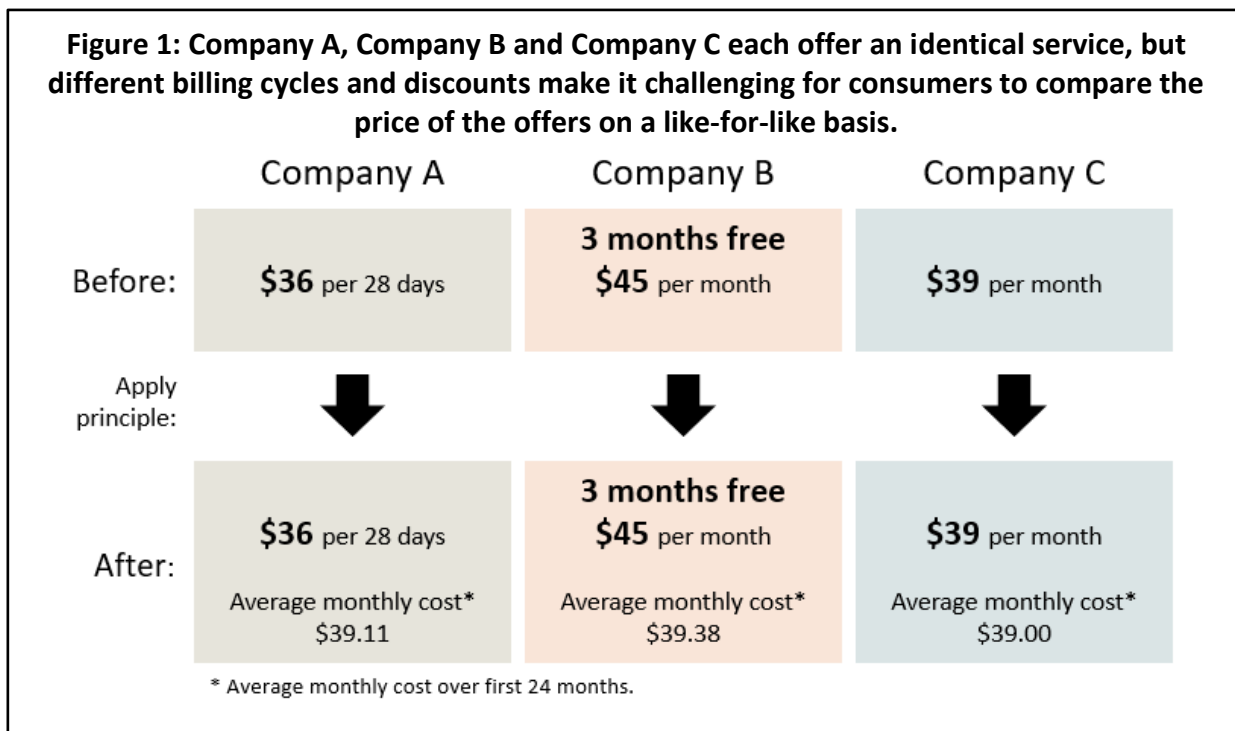 Figure 1: Company A, Company B and Company C each offer an identical service, but
different billing cycles and discounts make it challenging for consumers to compare the
price of the offers on a like-for-like basis.
Company A Company B Company C
Before:
$36 per 28 days
3 months free
$45 per month
$39 per month
Apply
principle:
After:
$36 per 28 days
Average monthly cost*
$39.11
3 months free
$45 per month
Average monthly cost*
$39.38
$39 per month
Average monthly cost*
$39.00
* Average monthly cost over first 24 months.